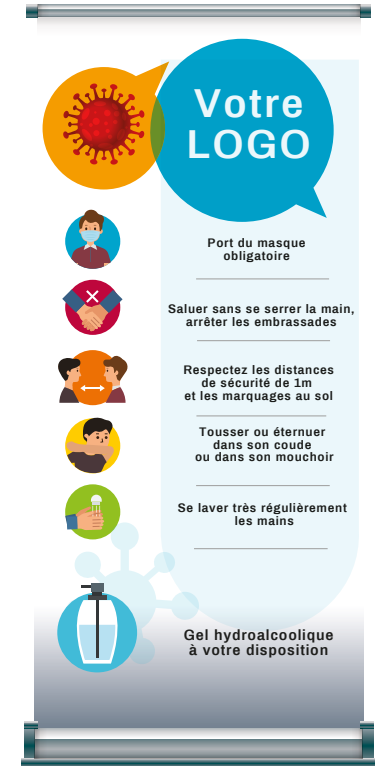 Votre
LOGO
Port du masque
obligatoire
Saluer sans se serrer la main,
arrêter les embrassades
Respectez les distances
de sécurité de 1m
et les marquages au sol
Tousser ou éternuer
dans son coude
ou dans son mouchoir
Se laver très régulièrement
les mains
Gel hydroalcoolique
à votre disposition